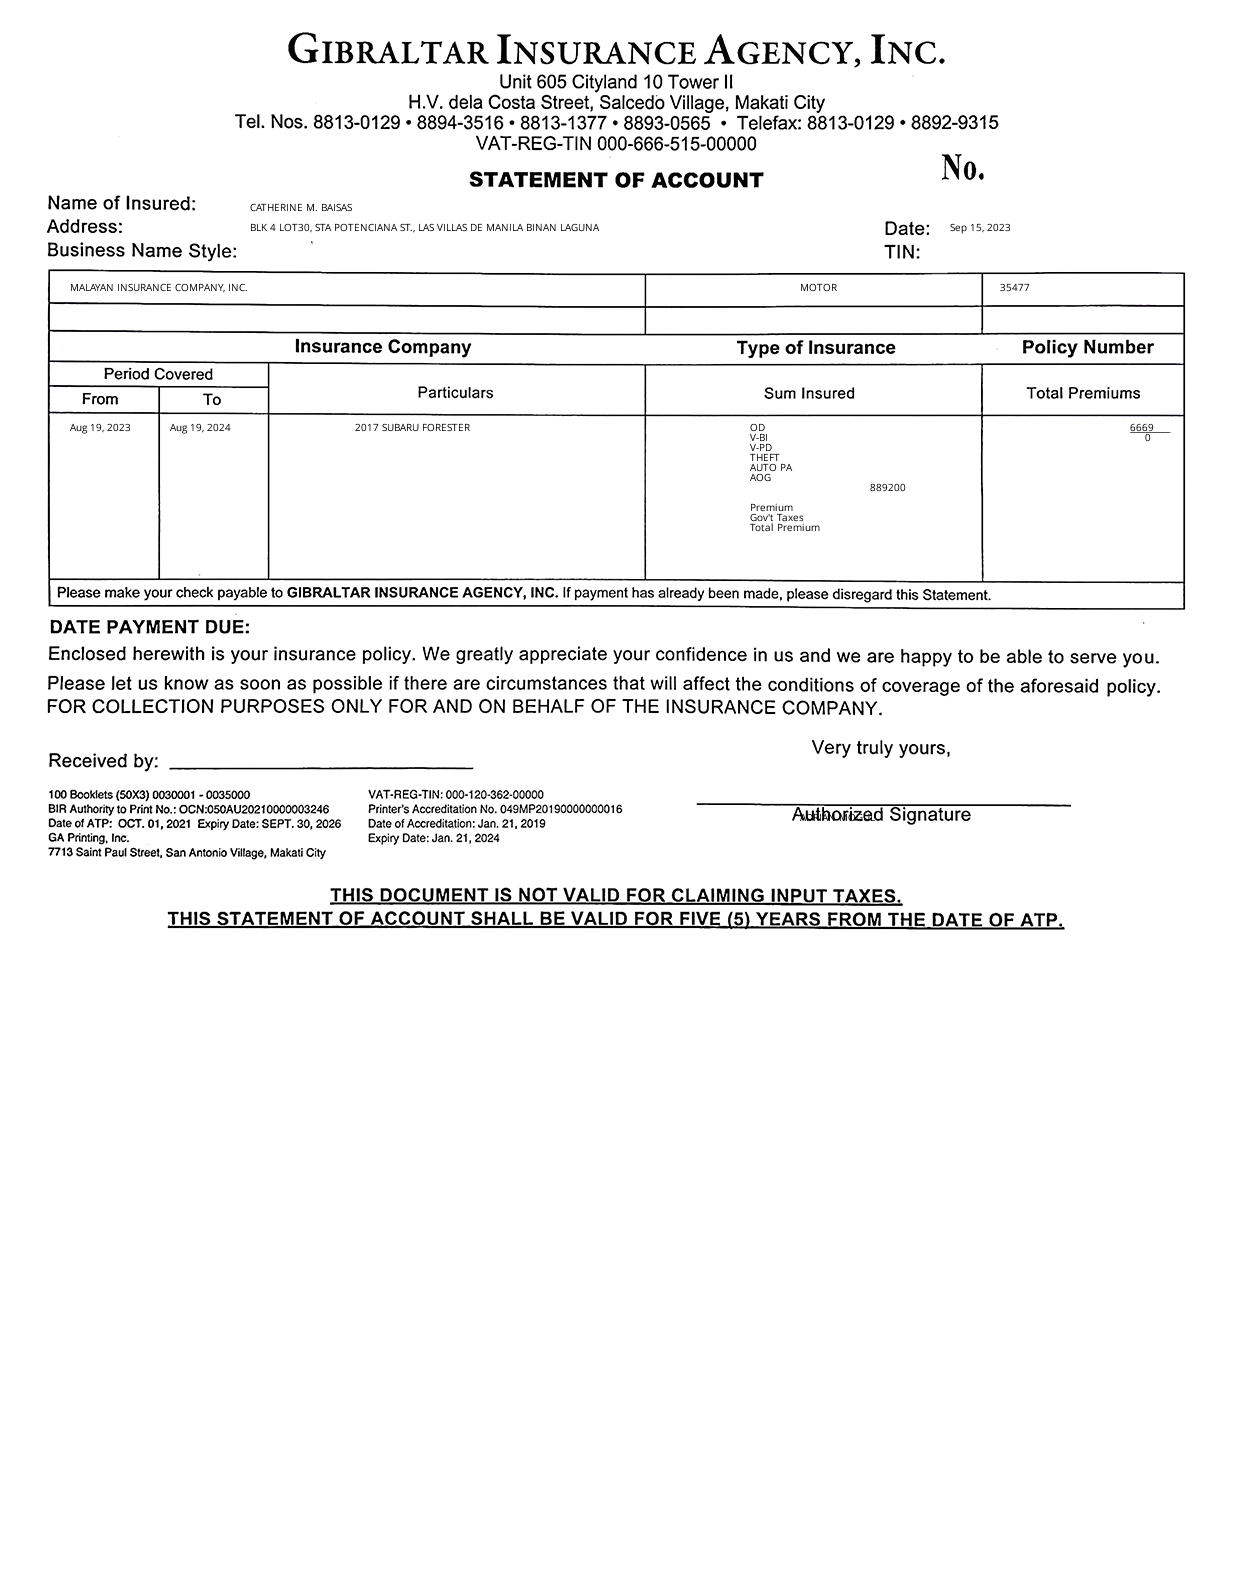 GIBRALTAR INSURANCE AGENCY, INC.
Unit 605 Cityland 10 Tower II
H.V. dela Costa Street, Salcedo Village, Makati City
Tel. Nos. 8813-0129 • 8894-3516 • 8813-1377 • 8893-0565 • Telefax: 8813-0129 • 8892-9315
VAT-REG-TIN 000-666-515-00000
No.
STATEMENT OF ACCOUNT
Name of Insured: CATHERINE M. BAISAS
Address: BLK 4 LOT30, STA POTENCIANA ST., LAS VILLAS DE MANILA BINAN LAGUNA Date: Sep 15, 2023
Business Name Style: TIN:
MALAYAN INSURANCE COMPANY, INC. MOTOR 35477
Insurance Company Type of Insurance Policy Number
Period Covered
From To Particulars Sum Insured Total Premiums
Aug 19, 2023 Aug 19, 2024 2017 SUBARU FORESTER OD 6669
V-BI 0
V-PD
THEFT
AUTO PA
AOG
889200
Premium
Gov't Taxes
Total Premium
Please make your check payable to GIBRALTAR INSURANCE AGENCY, INC. If payment has already been made, please disregard this Statement.
DATE PAYMENT DUE:
Enclosed herewith is your insurance policy. We greatly appreciate your confidence in us and we are happy to be able to serve you.
Please let us know as soon as possible if there are circumstances that will affect the conditions of coverage of the aforesaid policy.
FOR COLLECTION PURPOSES ONLY FOR AND ON BEHALF OF THE INSURANCE COMPANY.
Very truly yours,
Received by:
Authorized Signature
100 Booklets (50X3) 0030001 - 0035000
BIR Authority to Print No.: OCN:050AU20210000003246
Date of ATP: OCT. 01, 2021 Expiry Date: SEPT. 30, 2026
GA Printing, Inc.
7713 Saint Paul Street, San Antonio Village, Makati City
VAT-REG-TIN: 000-120-362-00000
Printer's Accreditation No. 049MP20190000000016
Date of Accreditation: Jan. 21, 2019
Expiry Date: Jan. 21, 2024
THIS DOCUMENT IS NOT VALID FOR CLAIMING INPUT TAXES.
THIS STATEMENT OF ACCOUNT SHALL BE VALID FOR FIVE (5) YEARS FROM THE DATE OF ATP.